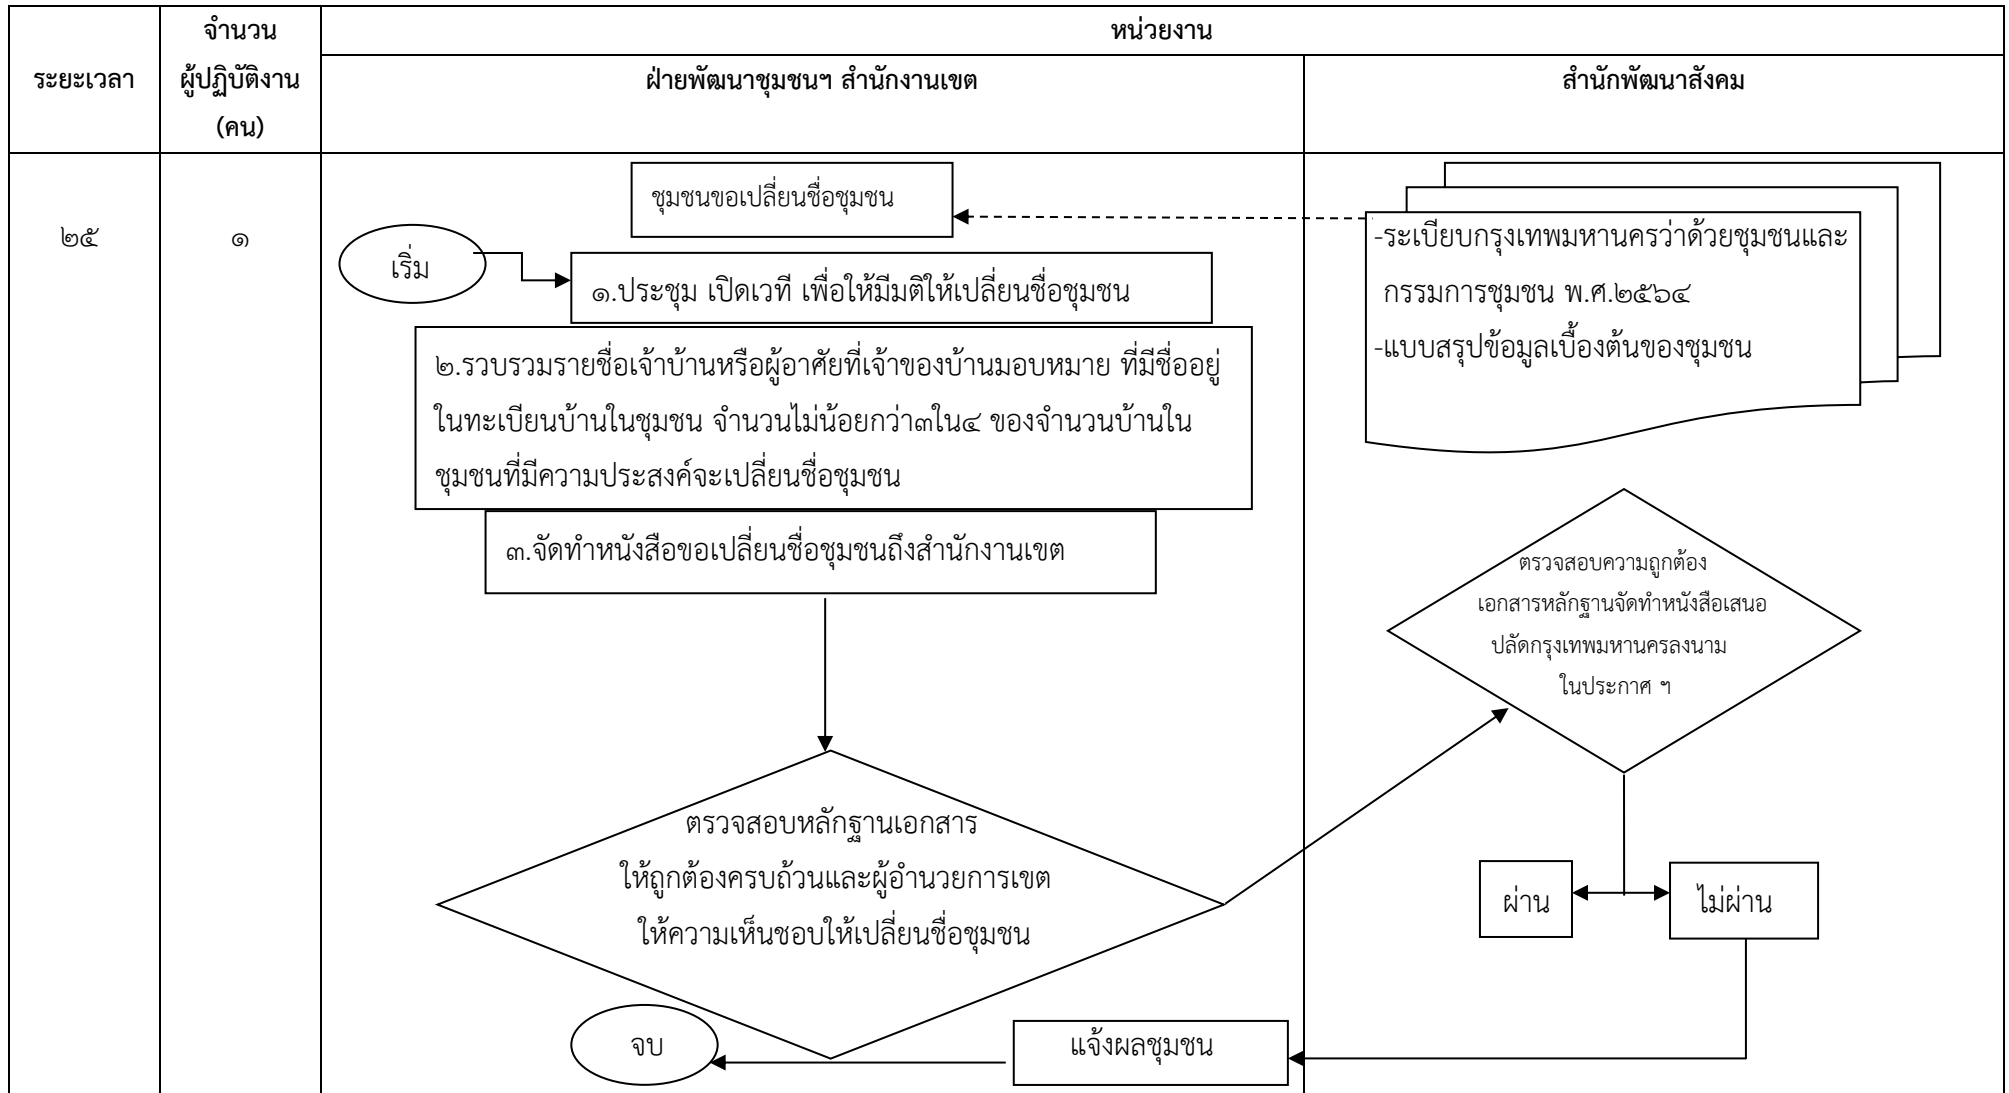 ระยะเวลา
จำนวน
ผู้ปฏิบัติงาน
(คน)
หน่วยงาน
ฝ่ายพัฒนาชุมชนฯ สำนักงานเขต
สำนักพัฒนาสังคม
๒๕
๑
ชุมชนขอเปลี่ยนชื่อชุมชน
เริ่ม
๑.ประชุม เปิดเวที เพื่อให้มีมติให้เปลี่ยนชื่อชุมชน
๒.รวบรวมรายชื่อเจ้าบ้านหรือผู้อาศัยที่เจ้าของบ้านมอบหมาย ที่มีชื่ออยู่
ในทะเบียนบ้านในชุมชน จำนวนไม่น้อยกว่า๓ใน๔ ของจำนวนบ้านใน
ชุมชนที่มีความประสงค์จะเปลี่ยนชื่อชุมชน
๓.จัดทำหนังสือขอเปลี่ยนชื่อชุมชนถึงสำนักงานเขต
ตรวจสอบหลักฐานเอกสาร
ให้ถูกต้องครบถ้วนและผู้อำนวยการเขต
ให้ความเห็นชอบให้เปลี่ยนชื่อชุมชน
-ระเบียบกรุงเทพมหานครว่าด้วยชุมชนและ
กรรมการชุมชน พ.ศ.๒๕๖๔
-แบบสรุปข้อมูลเบื้องต้นของชุมชน
ตรวจสอบความถูกต้อง
เอกสารหลักฐานจัดทำหนังสือเสนอ
ปลัดกรุงเทพมหานครลงนาม
ในประกาศ ฯ
ผ่าน
ไม่ผ่าน
แจ้งผลชุมชน
จบ